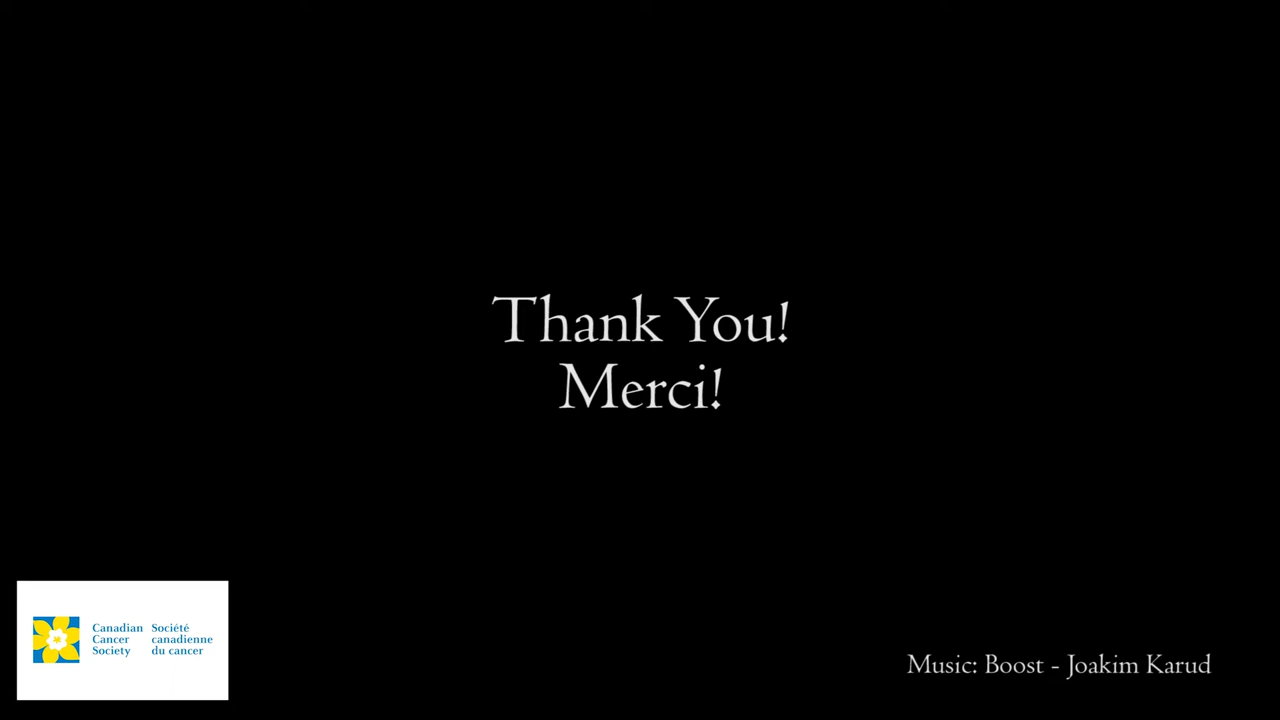 Thank You!
Merci!
Canadian
Cancer
Society
Société
canadienne
du cancer
Music: Boost - Joakim Karud